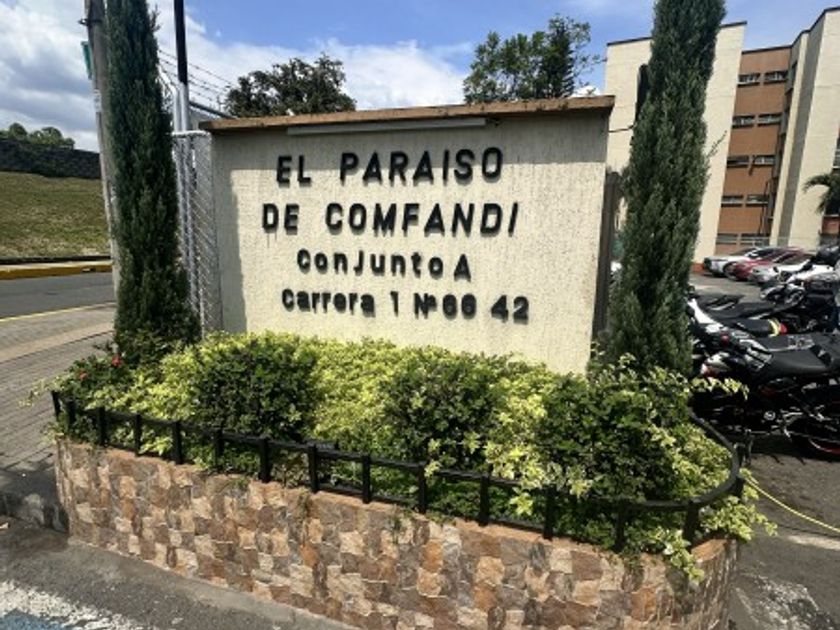 EL PARAISO
DE COMFANDI
ConJunto A
Carrera 1 Nº 66 42